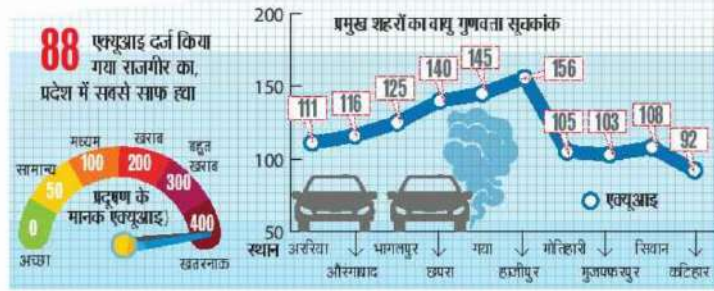 88 एक्यूआइ दर्ज किया
गया राजगीर का,
प्रदेश में सबसे साफ हवा
अच्छा
सामान्य
मध्यम
खराब
बहुत
खराब
खतरनाक
0
50
100
200
300
400
प्रदूषण के
मानक एक्यूआइ)
प्रमुख शहरों का वायु गुणवत्ता सूचकांक
200
150
100
50
111
116
125
140
145
156
105
103
108
92
एक्यूआइ
स्थान अररिया भागलपुर गया मोतिहारी सिवान
औरंगाबाद छपरा हाजीपुर मुजफ्फरपुर कटिहार